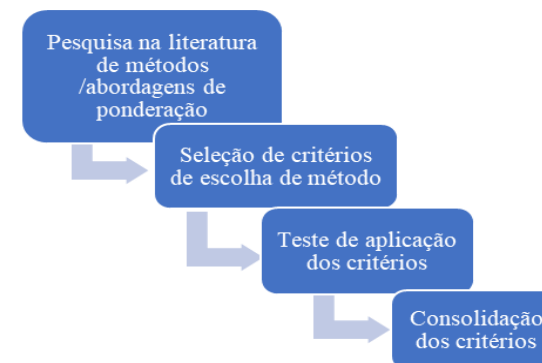 Pesquisa na literatura
de métodos
/abordagens de
ponderação
Seleção de critérios
de escolha de método
Teste de aplicação
dos critérios
Consolidação
dos critérios